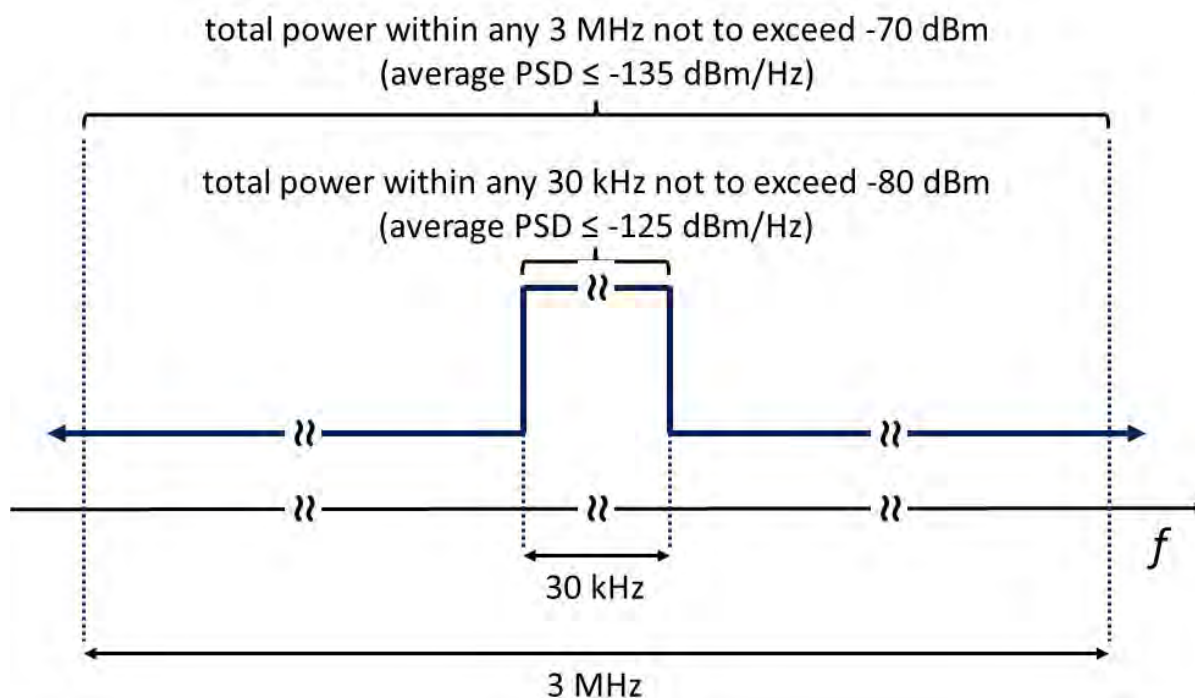 total power within any 3 MHz not to exceed -70 dBm
(average PSD ≤ -135 dBm/Hz)
total power within any 30 kHz not to exceed -80 dBm
(average PSD ≤ -125 dBm/Hz)
f
30 kHz
3 MHz